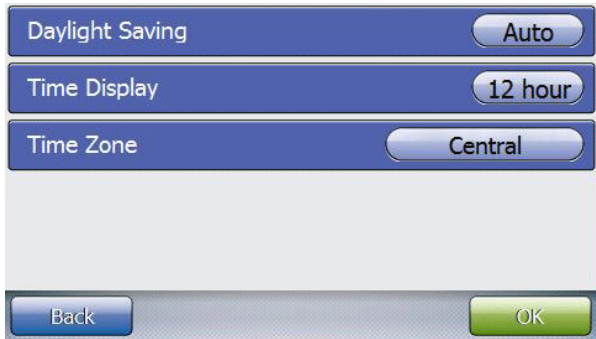 Daylight Saving Auto
Time Display 12 hour
Time Zone Central
Back OK